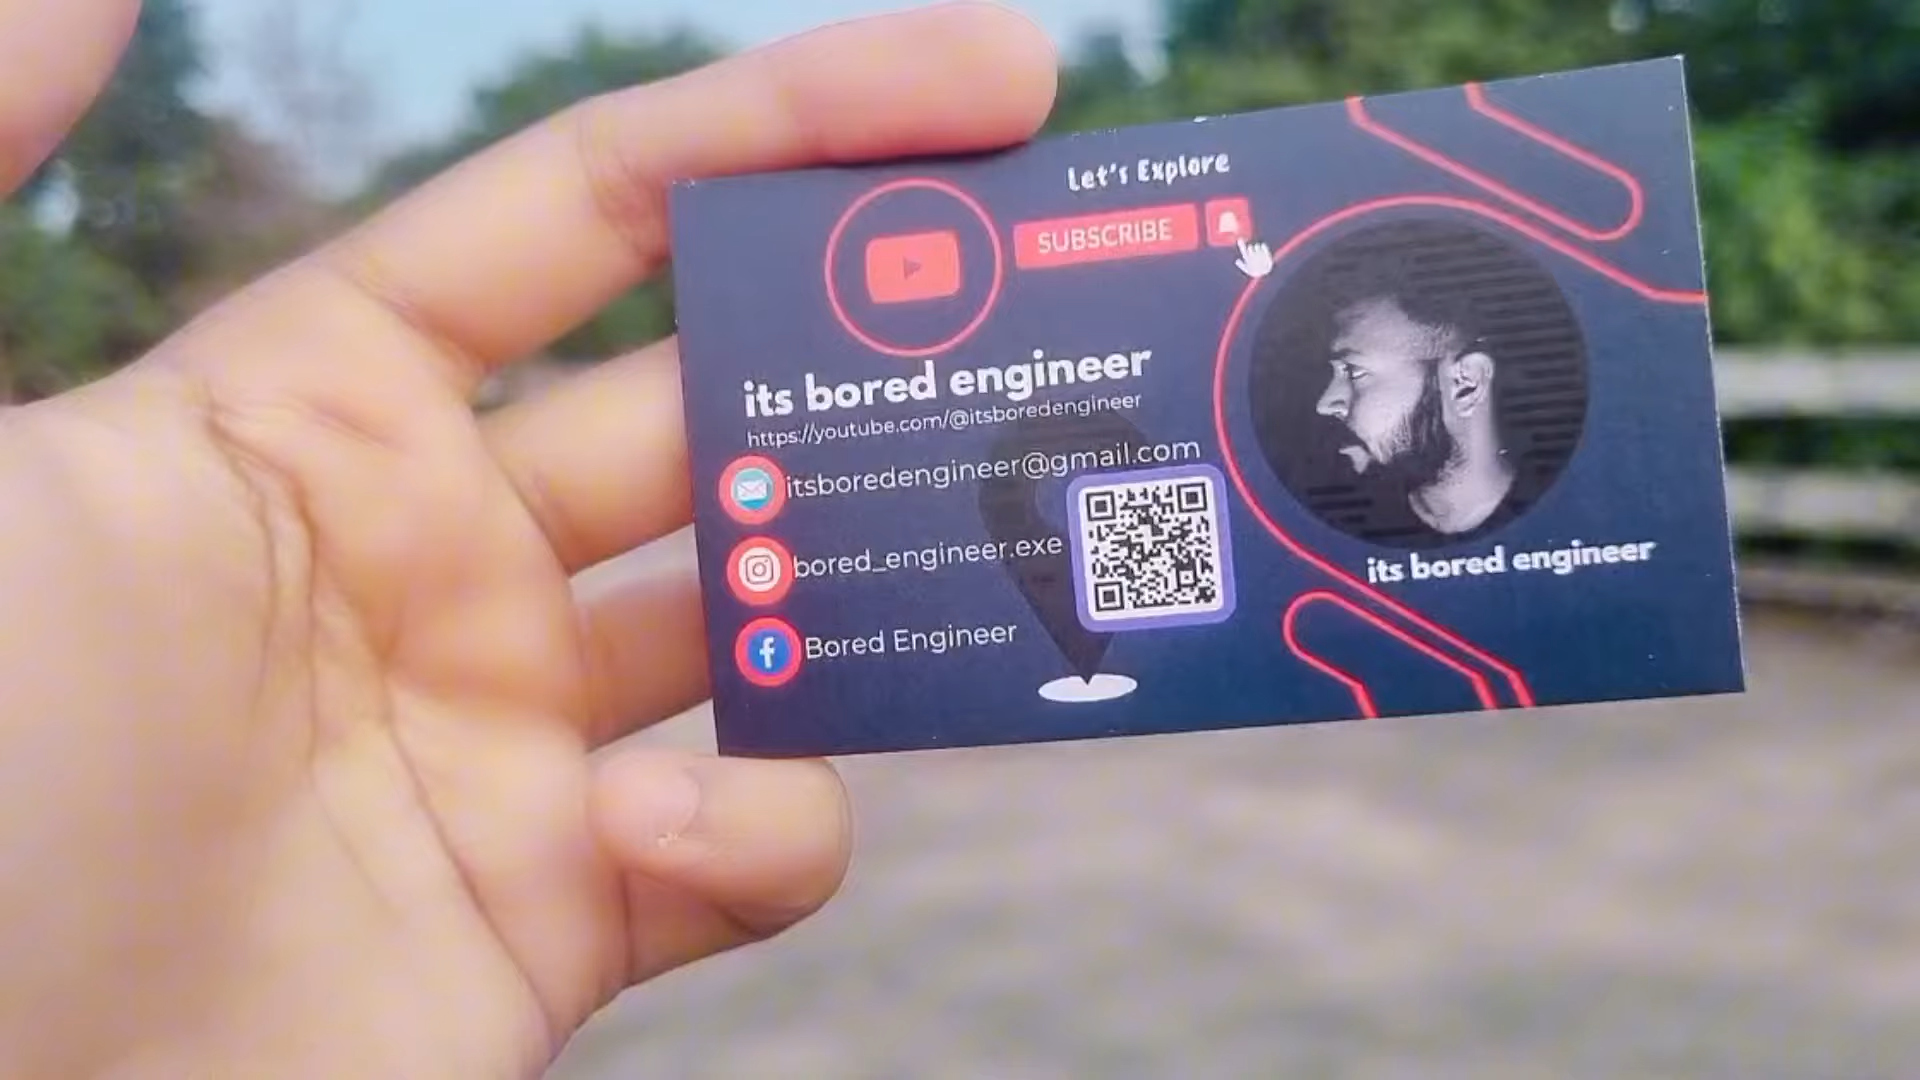 Let's Explore
SUBSCRIBE
its bored engineer
https://youtube.com/@itsboredengineer
itsboredengineer@gmail.com
bored_engineer.exe
Bored Engineer
its bored engineer